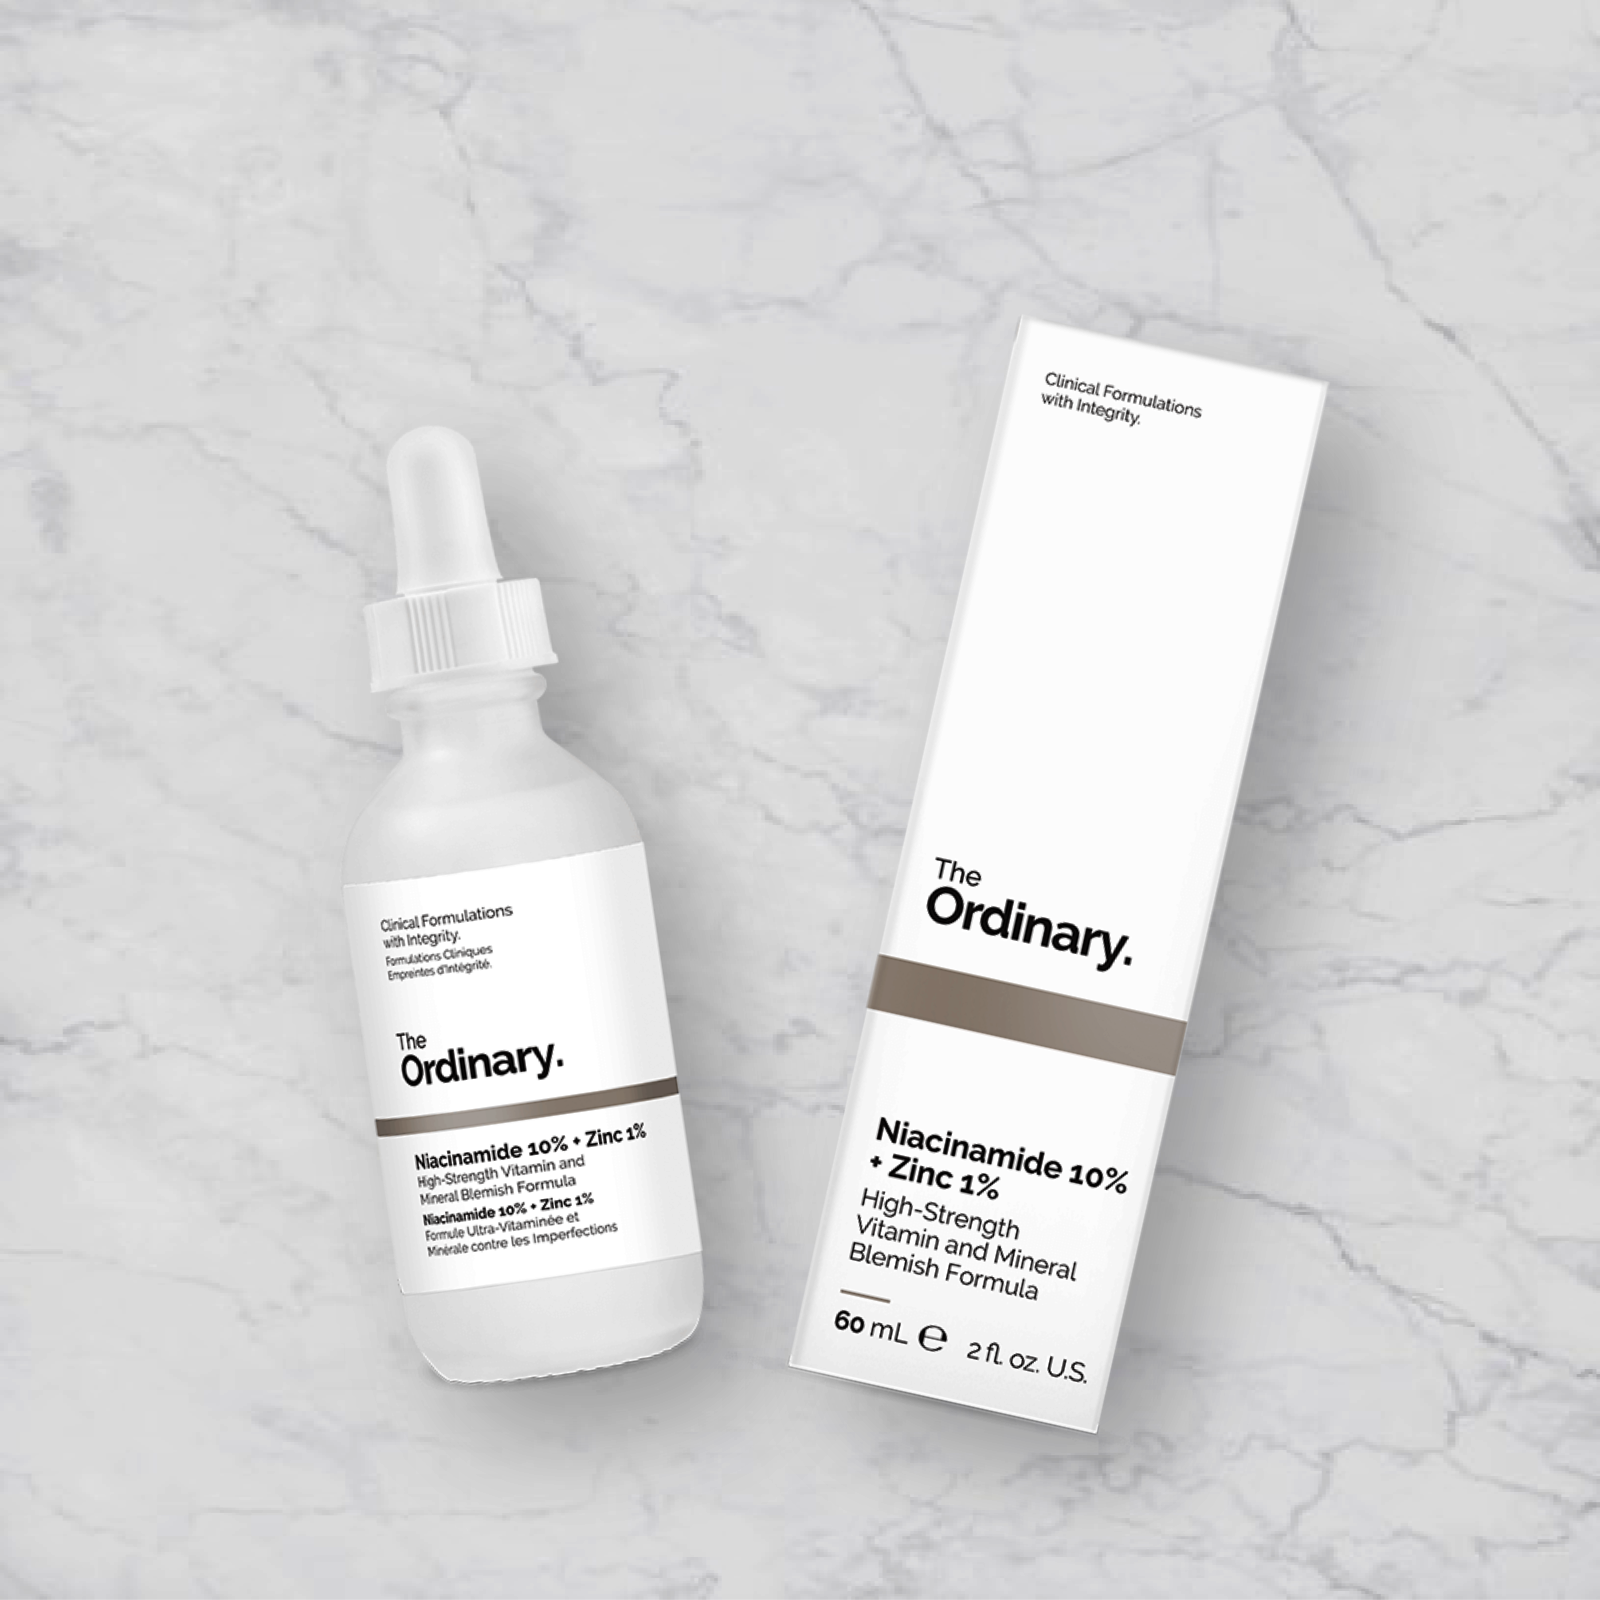 Clinical Formulations
with Integrity.
Formulations Cliniques
Empreintes d'Intégrité.
The
Ordinary.
Niacinamide 10% + Zinc 1%
High-Strength Vitamin and
Mineral Blemish Formula
Niacinamide 10% + Zinc 1%
Formule Ultra-Vitaminée et
Minérale contre les Imperfections
Clinical Formulations
with Integrity.
The
Ordinary.
Niacinamide 10%
+ Zinc 1%
High-Strength
Vitamin and Mineral
Blemish Formula
60 mL ℮ 2 fl. oz. U.S.